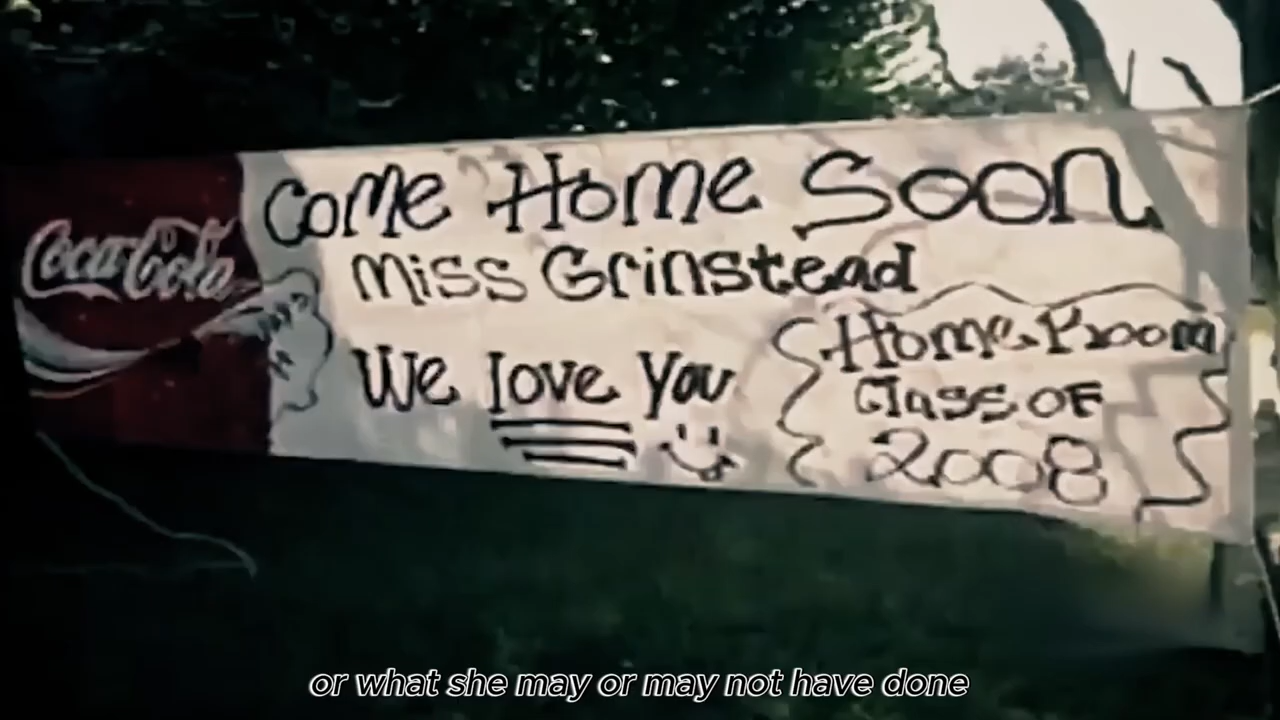 Coca-Cola
Come Home Soon
Miss Grinstead
We love You
Home Room
Class OF
2008
or what she may or may not have done